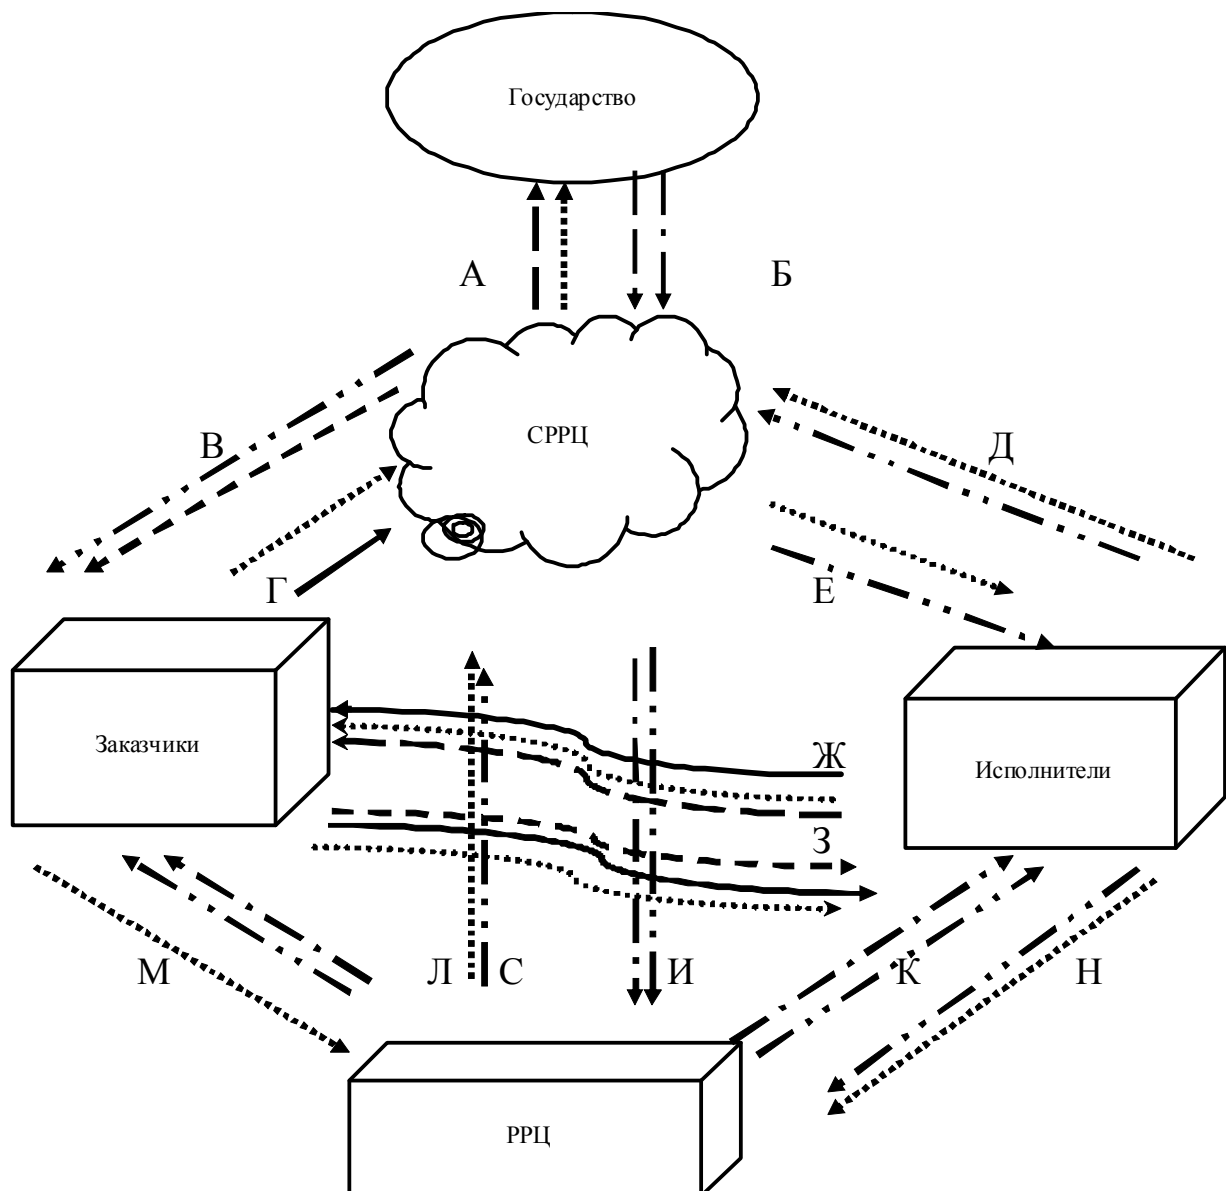 Государство
А
Б
СРРЦ
В
Д
Г
Е
Заказчики
Ж
Исполнители
З
М
Л
С
И
К
Н
РРЦ